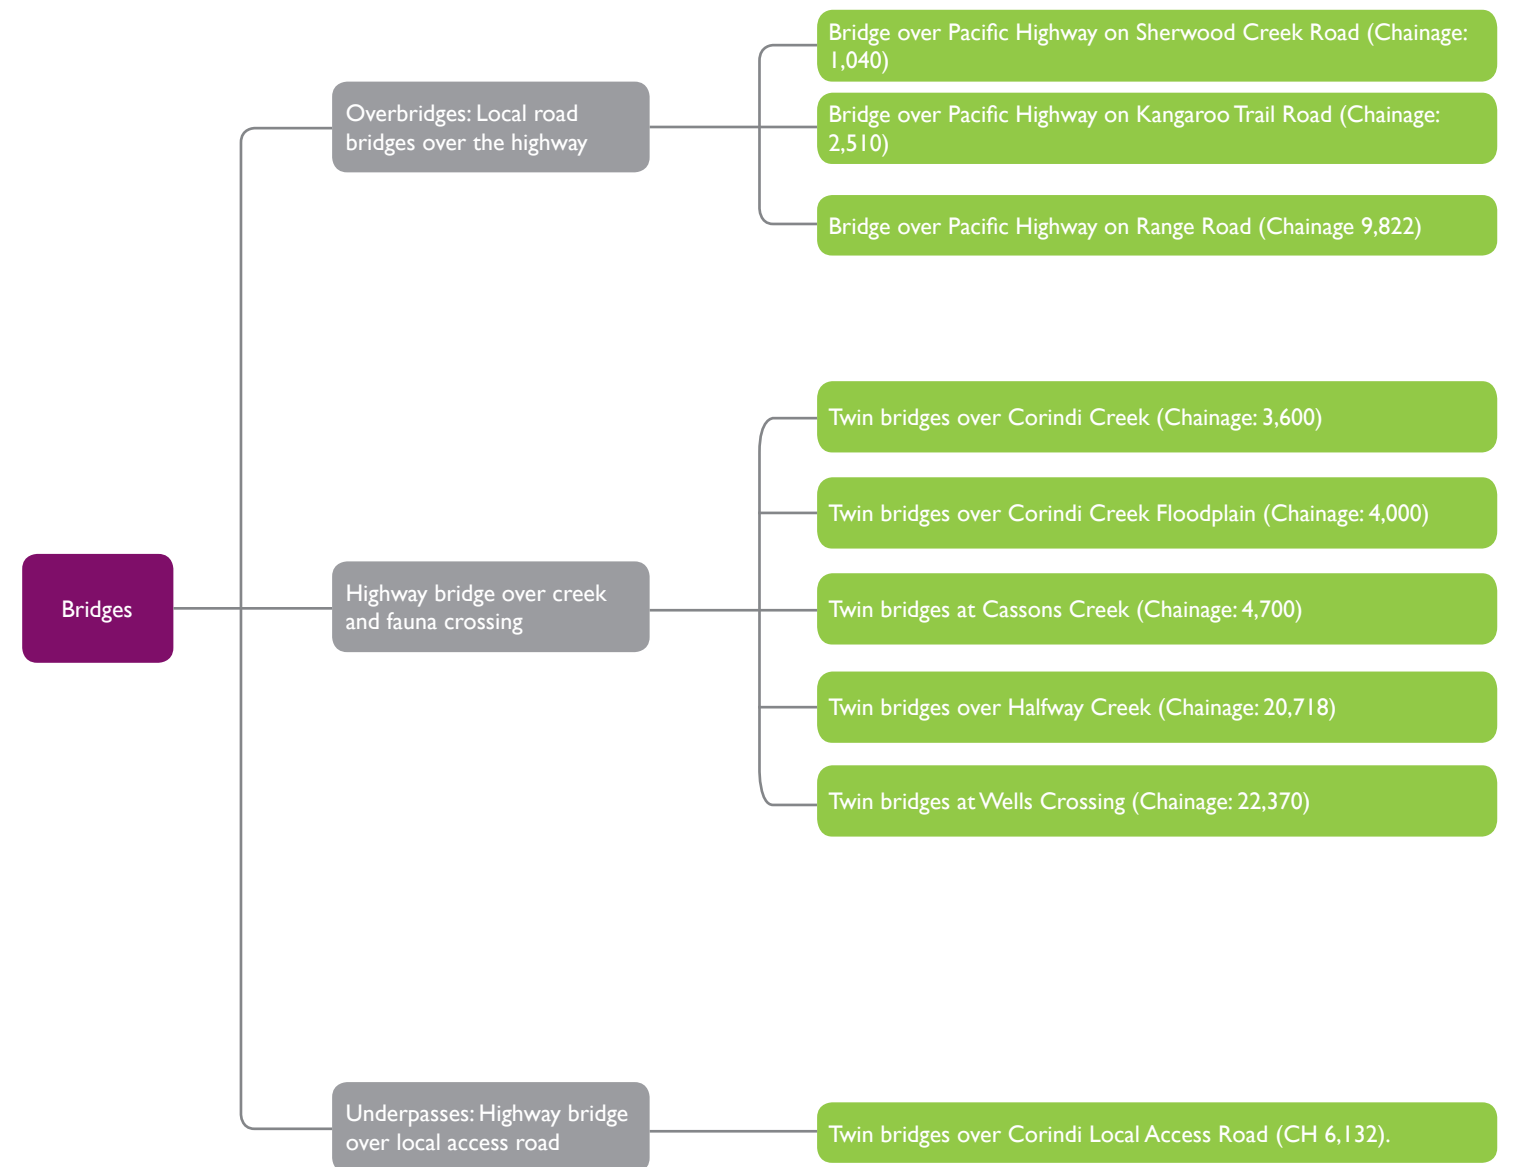 Bridge over Pacific Highway on Sherwood Creek Road (Chainage:
1,040)
Overbridges: Local road
bridges over the highway
Bridge over Pacific Highway on Kangaroo Trail Road (Chainage:
2,510)
Bridge over Pacific Highway on Range Road (Chainage 9,822)
Bridges
Highway bridge over creek
and fauna crossing
Twin bridges over Corindi Creek (Chainage: 3,600)
Twin bridges over Corindi Creek Floodplain (Chainage: 4,000)
Twin bridges at Cassons Creek (Chainage: 4,700)
Twin bridges over Halfway Creek (Chainage: 20,718)
Twin bridges at Wells Crossing (Chainage: 22,370)
Underpasses: Highway bridge
over local access road
Twin bridges over Corindi Local Access Road (CH 6,132).